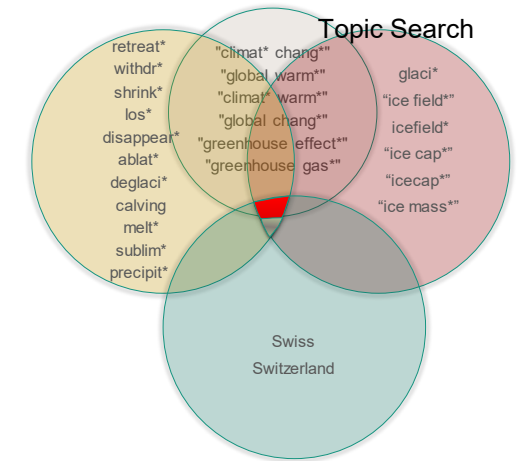 Topic Search
retreat*
withdr*
shrink*
los*
disappear*
ablat*
deglaci*
calving
melt*
sublim*
precipit*
"climat* chang*"
"global warm*"
"climat* warm*"
"global chang*"
"greenhouse effect*"
"greenhouse gas*"
glaci*
“ice field*”
icefield*
“ice cap*”
“icecap*”
“ice mass*”
Swiss
Switzerland